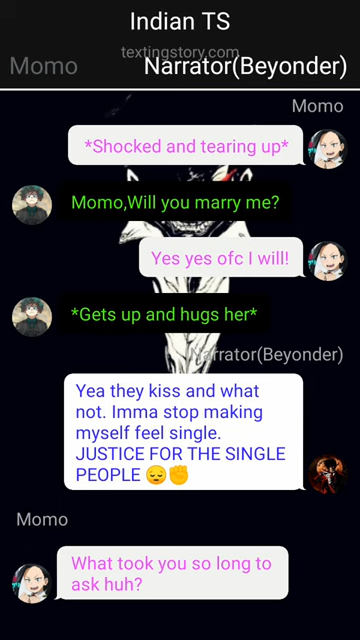 Indian TS
textingstory.com
Momo
Narrator(Beyonder)
Momo
*Shocked and tearing up*
Momo,Will you marry me?
Yes yes ofc I will!
*Gets up and hugs her*
Narrator(Beyonder)
Yea they kiss and what
not. Imma stop making
myself feel single.
JUSTICE FOR THE SINGLE
PEOPLE 😔✊
Momo
What took you so long to
ask huh?